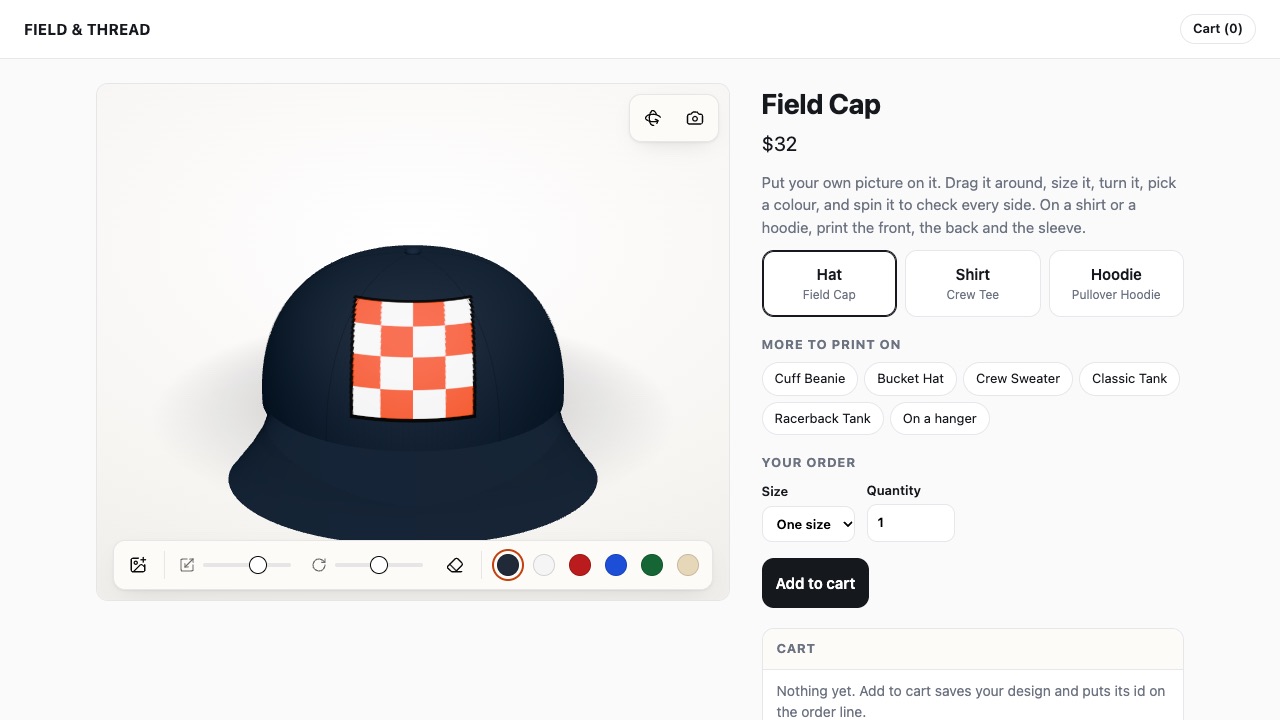 FIELD & THREAD
Cart (0)
Field Cap
$32
Put your own picture on it. Drag it around, size it, turn it, pick
a colour, and spin it to check every side. On a shirt or a
hoodie, print the front, the back and the sleeve.
Hat
Field Cap
Shirt
Crew Tee
Hoodie
Pullover Hoodie
MORE TO PRINT ON
Cuff Beanie
Bucket Hat
Crew Sweater
Classic Tank
Racerback Tank
On a hanger
YOUR ORDER
Size
Quantity
One size
1
Add to cart
CART
Nothing yet. Add to cart saves your design and puts its id on
the order line.